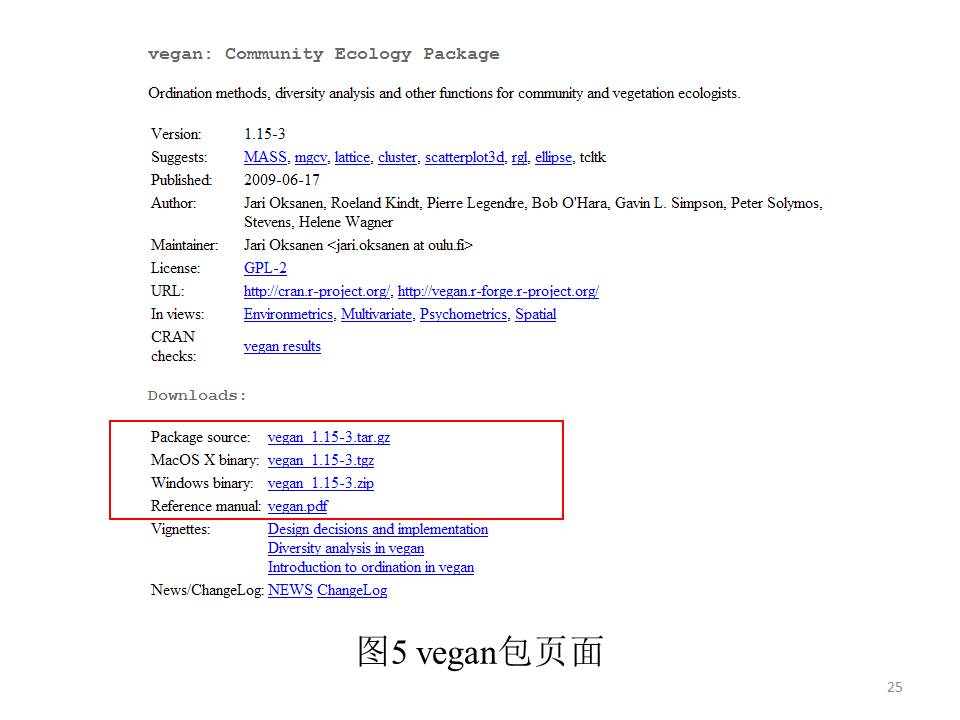 vegan: Community Ecology Package
Ordination methods, diversity analysis and other functions for community and vegetation ecologists.
Version: 1.15-3
Suggests: MASS, mgcv, lattice, cluster, scatterplot3d, rgl, ellipse, tcltk
Published: 2009-06-17
Author: Jari Oksanen, Roeland Kindt, Pierre Legendre, Bob O'Hara, Gavin L. Simpson, Peter Solymos,
Stevens, Helene Wagner
Maintainer: Jari Oksanen <jari.oksanen at oulu.fi>
License: GPL-2
URL: http://cran.r-project.org/, http://vegan.r-forge.r-project.org/
In views: Environmetrics, Multivariate, Psychometrics, Spatial
CRAN
checks: vegan results
Downloads:
Package source: vegan_1.15-3.tar.gz
MacOS X binary: vegan_1.15-3.tgz
Windows binary: vegan_1.15-3.zip
Reference manual: vegan.pdf
Vignettes: Design decisions and implementation
Diversity analysis in vegan
Introduction to ordination in vegan
News/ChangeLog: NEWS ChangeLog
图5 vegan包页面
25